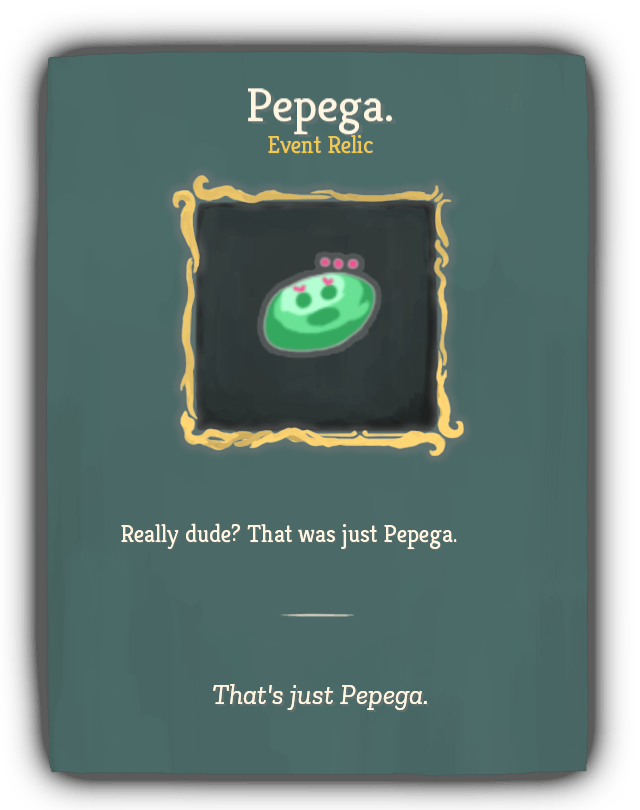 Pepega.
Event Relic
Really dude? That was just Pepega.
That's just Pepega.